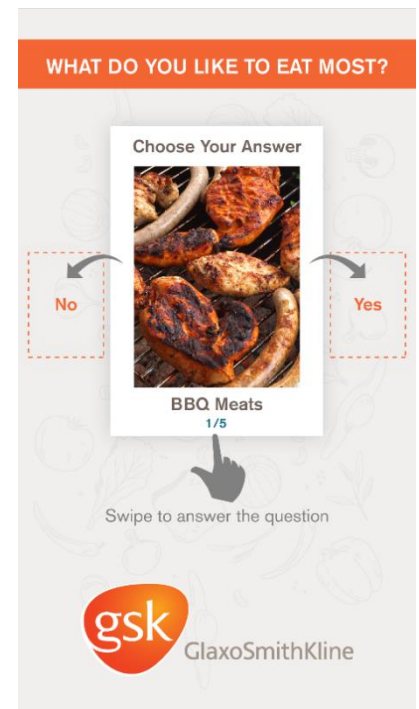 WHAT DO YOU LIKE TO EAT MOST?
Choose Your Answer
No
Yes
BBQ Meats
1/5
Swipe to answer the question
gsk
GlaxoSmithKline